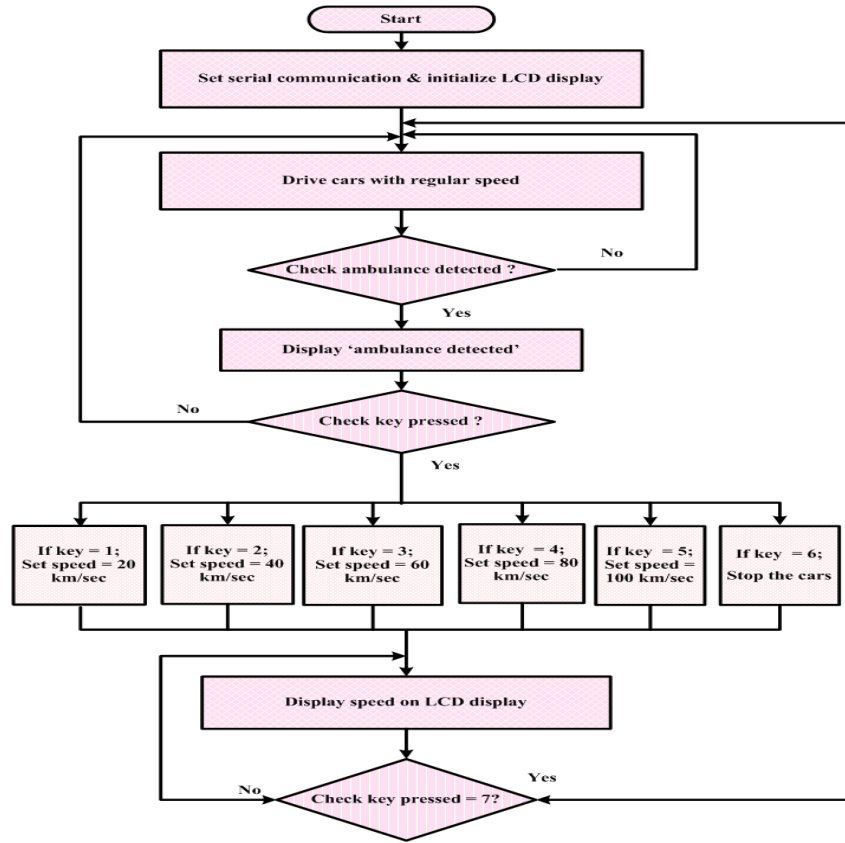 Start
Set serial communication & initialize LCD display
Drive cars with regular speed
Check ambulance detected ?
No
Yes
Display ‘ambulance detected’
No
Check key pressed ?
Yes
If key = 1;
Set speed = 20
km/sec
If key = 2;
Set speed = 40
km/sec
If key = 3;
Set speed = 60
km/sec
If key = 4;
Set speed = 80
km/sec
If key = 5;
Set speed =
100 km/sec
If key = 6;
Stop the cars
Display speed on LCD display
No
Yes
Check key pressed = 7?